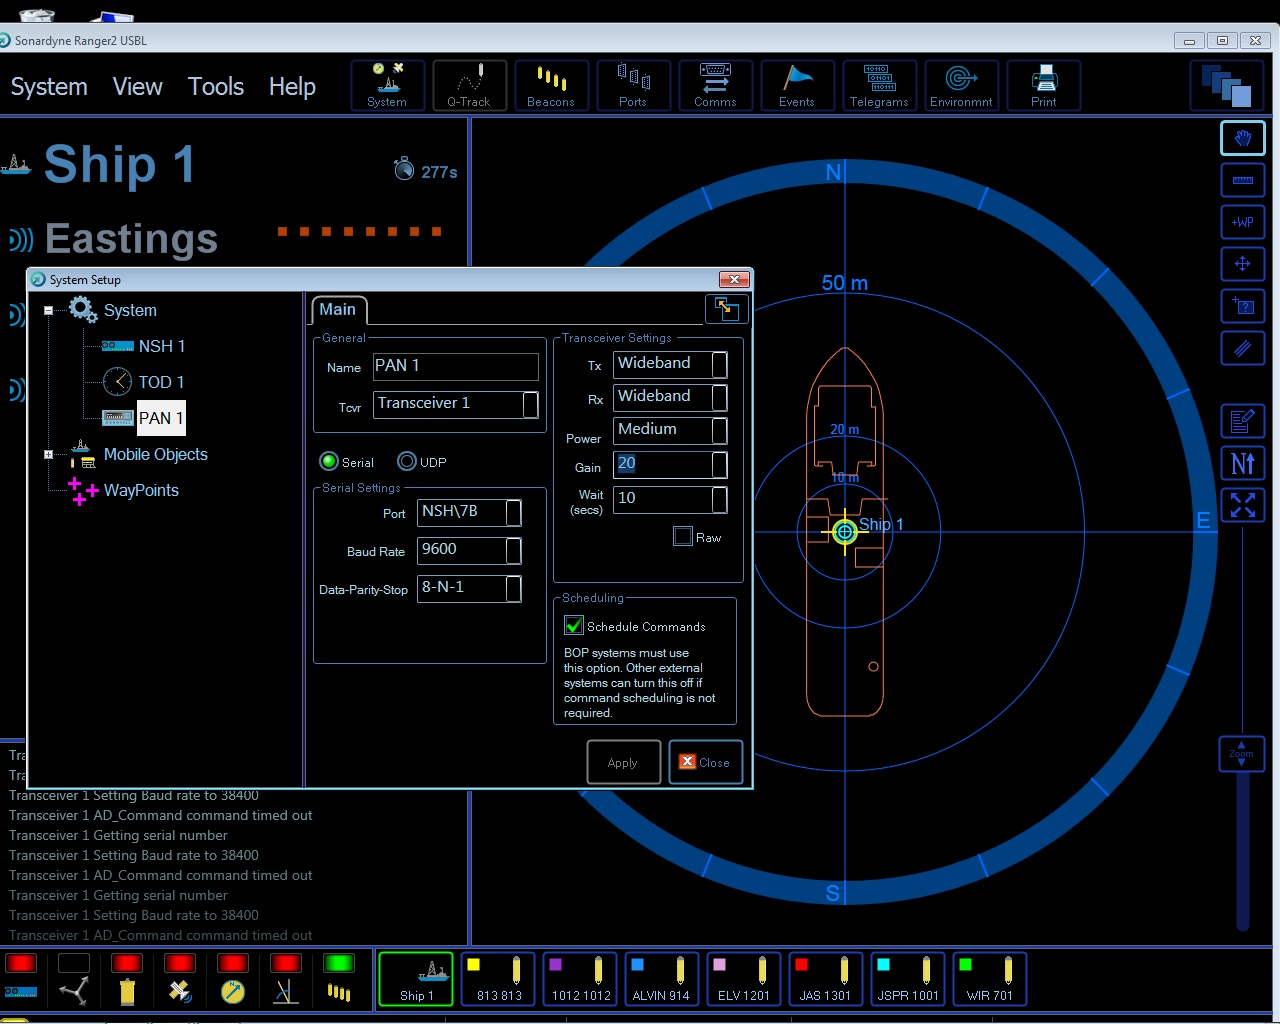 Sonardyne Ranger2 USBL
System View Tools Help
System
Q-Track
Beacons
Ports
Comms
Events
Telegrams
Environmnt
Print
Ship 1
277s
Eastings
System Setup
System
NSH 1
TOD 1
PAN 1
Mobile Objects
WayPoints
Main
General
Name PAN 1
Tcvr Transceiver 1
Serial UDP
Serial Settings
Port NSH\7B
Baud Rate 9600
Data-Parity-Stop 8-N-1
Transceiver Settings
Tx Wideband
Rx Wideband
Power Medium
Gain 20
Wait (secs) 10
Raw
Scheduling
Schedule Commands
BOP systems must use
this option. Other external
systems can turn this off if
command scheduling is not
required.
Apply
Close
N
50 m
20 m
10 m
Ship 1
E
S
+WP
+?
N
Zoom
Transceiver 1 Setting Baud rate to 38400
Transceiver 1 AD_Command command timed out
Transceiver 1 Getting serial number
Transceiver 1 Setting Baud rate to 38400
Transceiver 1 AD_Command command timed out
Transceiver 1 Getting serial number
Transceiver 1 Setting Baud rate to 38400
Transceiver 1 AD_Command command timed out
Ship 1
813 813
1012 1012
ALVIN 914
ELV 1201
JAS 1301
JSPR 1001
WIR 701